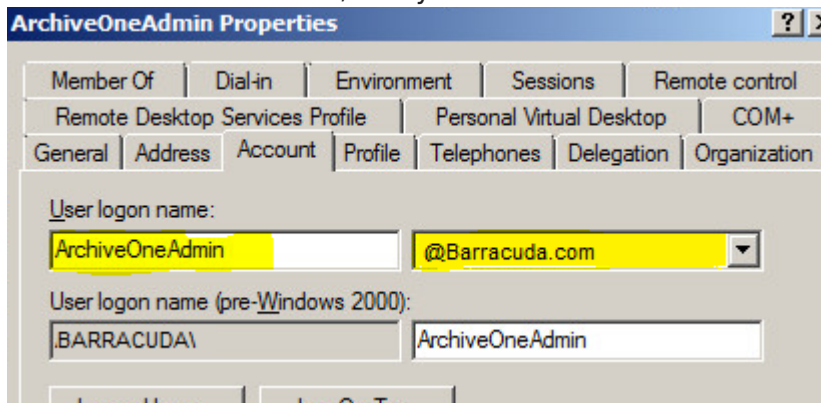 ArchiveOneAdmin Properties ?
Member Of Dial-in Environment Sessions Remote control
Remote Desktop Services Profile Personal Virtual Desktop COM+
General Address Account Profile Telephones Delegation Organization
User logon name:
ArchiveOneAdmin @Barracuda.com
User logon name (pre-Windows 2000):
.BARRACUDA\ ArchiveOneAdmin